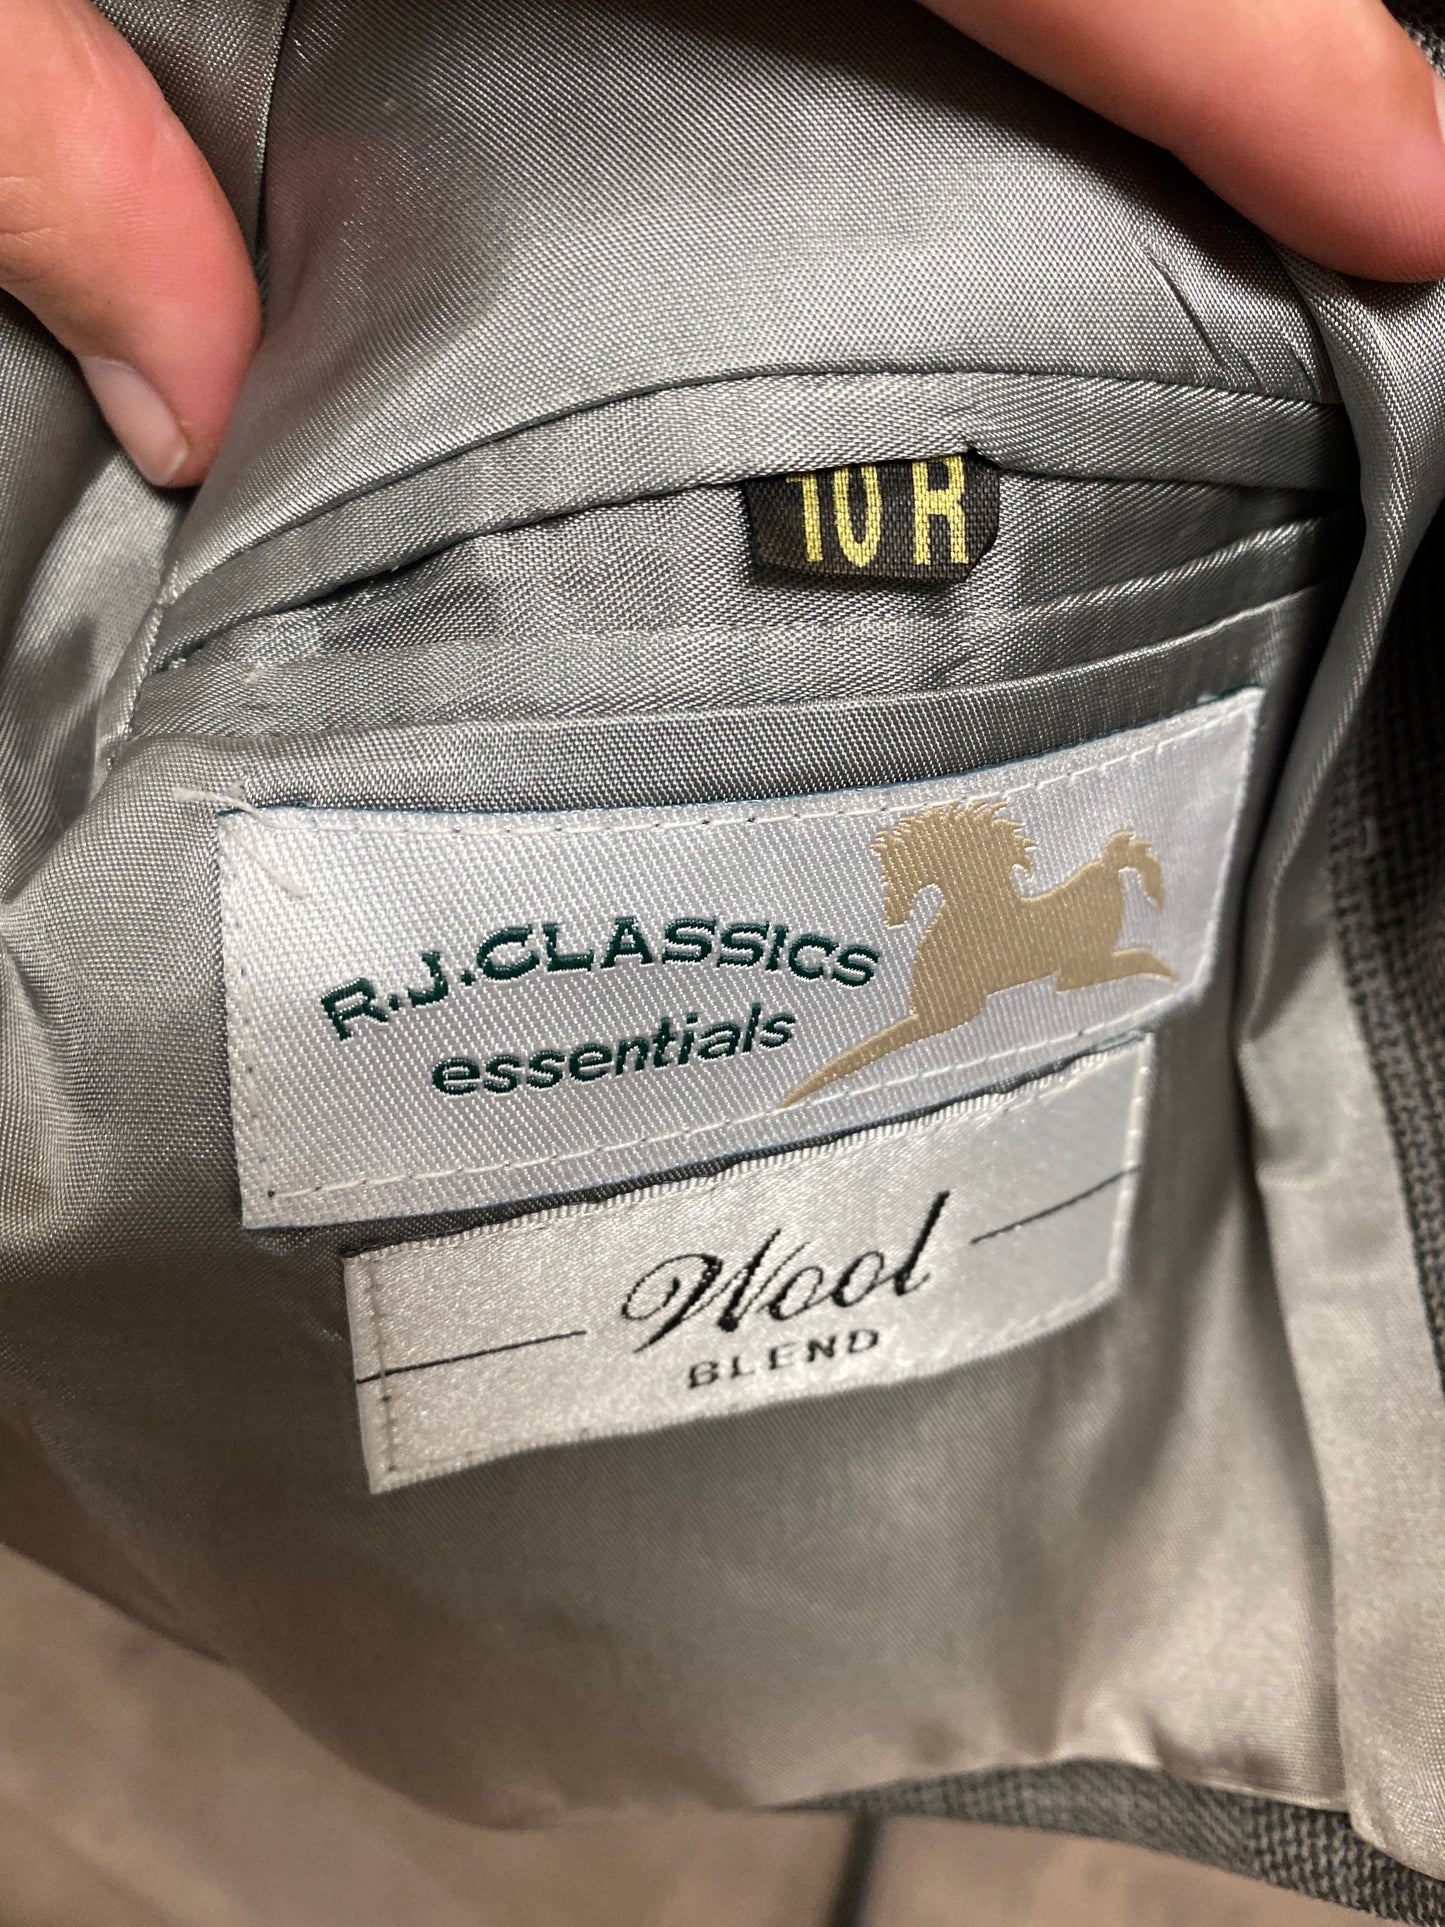 10 R
R.J.CLASSICS
essentials
Wool
BLEND